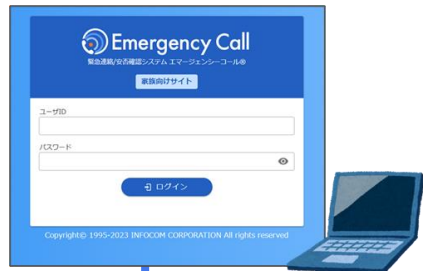 Emergency Call
緊急連絡/安否確認システム エマージェンシーコール®
家族向けサイト
ユーザID
パスワード
ログイン
Copyright© 1995-2023 INFOCOM CORPORATION All rights reserved